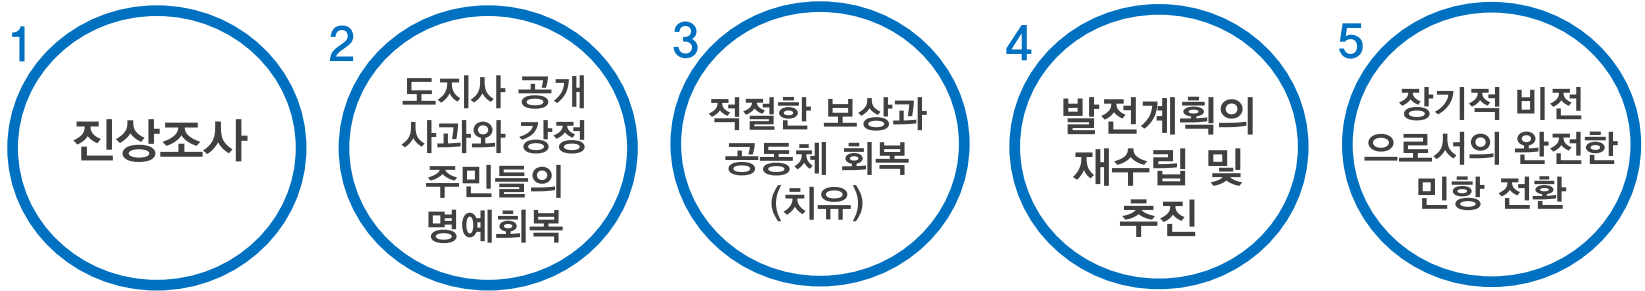 1
진상조사
2
도지사 공개
사과와 강정
주민들의
명예회복
3
적절한 보상과
공동체 회복
(치유)
4
발전계획의
재수립 및
추진
5
장기적 비전
으로서의 완전한
민항 전환